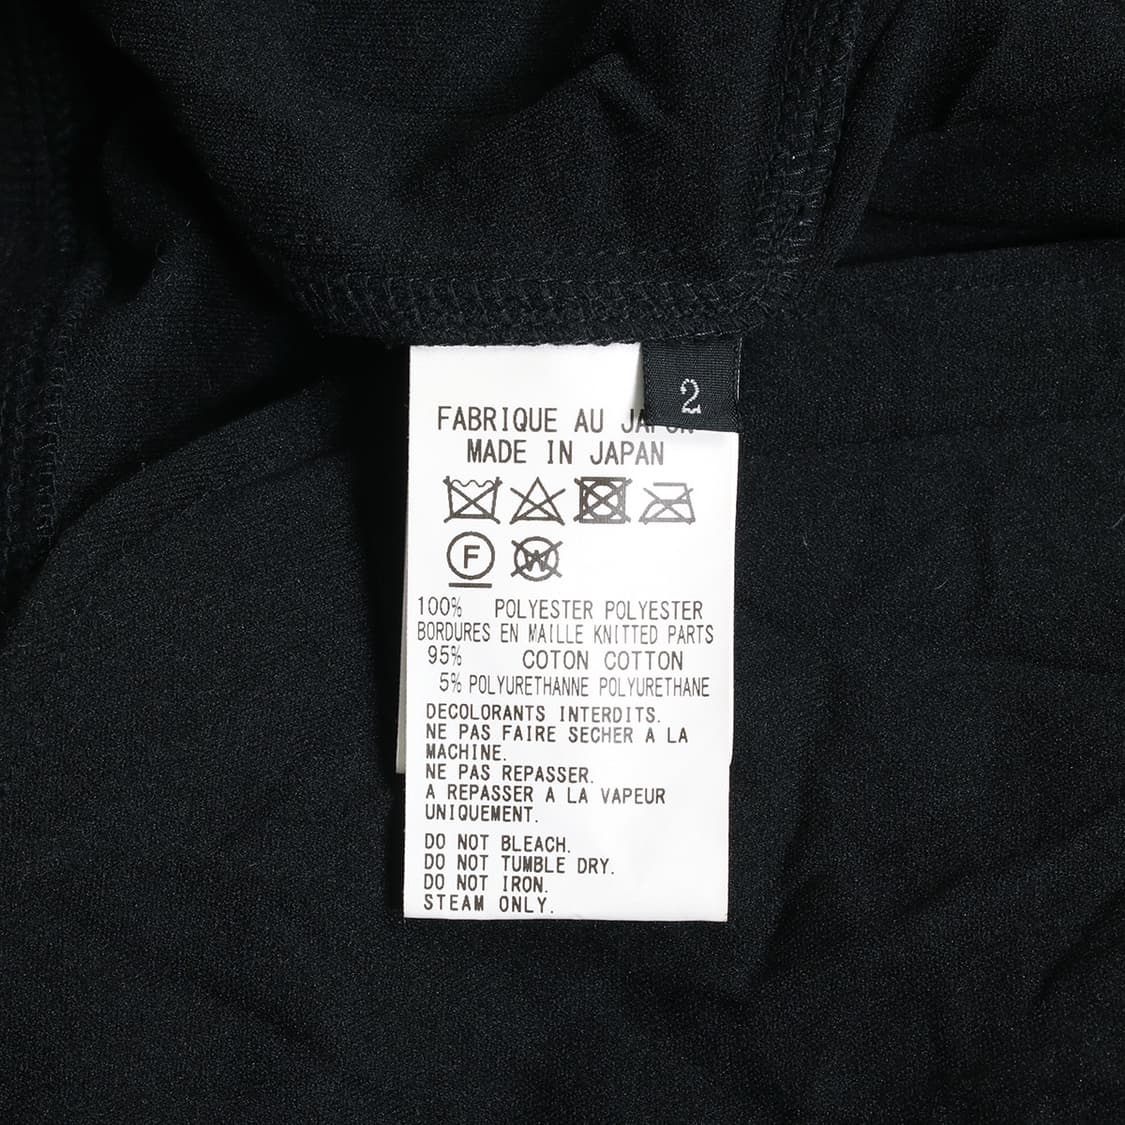 2
FABRIQUE AU JAPON
MADE IN JAPAN
F W
100% POLYESTER POLYESTER
BORDURES EN MAILLE KNITTED PARTS
95% COTON COTTON
5% POLYURETHANNE POLYURETHANE
DECOLORANTS INTERDITS.
NE PAS FAIRE SECHER A LA
MACHINE.
NE PAS REPASSER.
A REPASSER A LA VAPEUR
UNIQUEMENT.
DO NOT BLEACH.
DO NOT TUMBLE DRY.
DO NOT IRON.
STEAM ONLY.